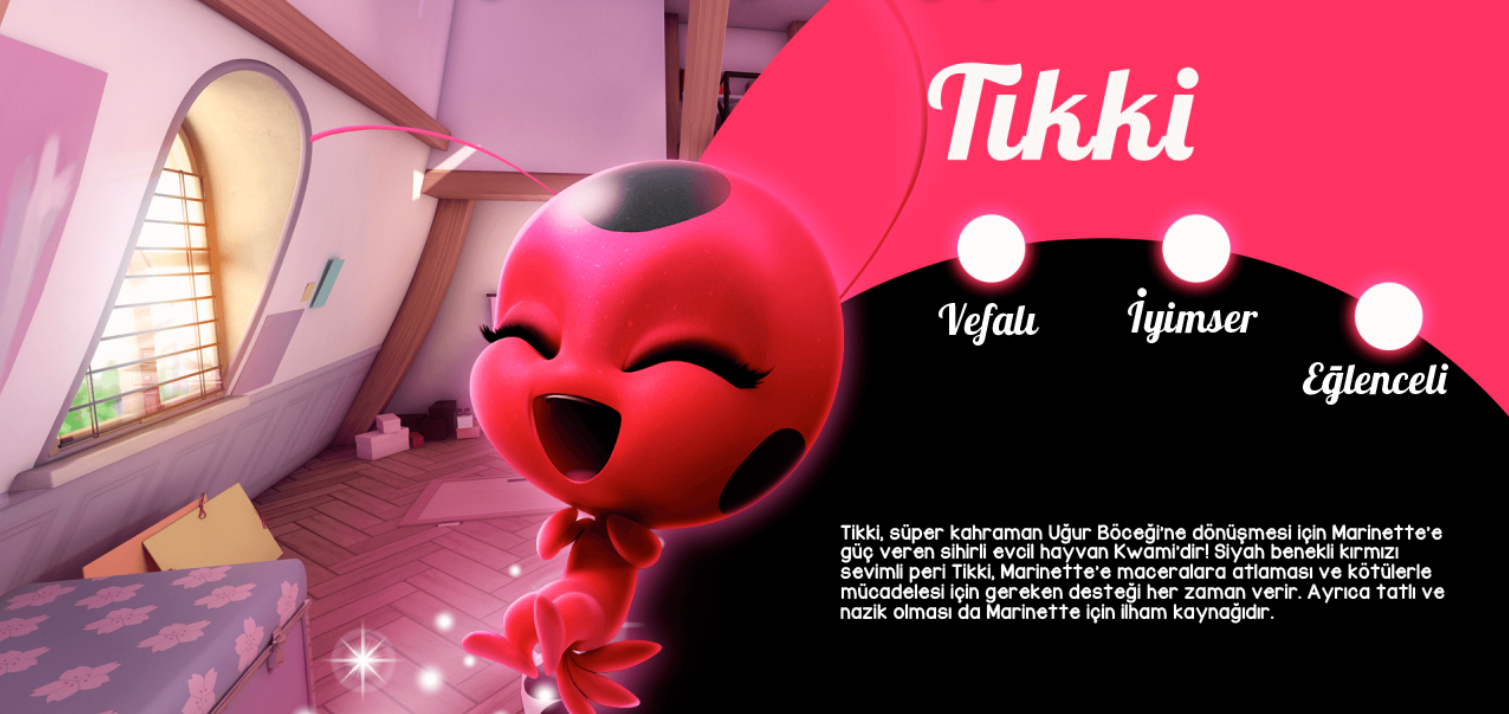 Tikki
Vefalı
İyimser
Eğlenceli
Tikki, süper kahraman Uğur Böceği'ne dönüşmesi için Marinette'e
güç veren sihirli evcil hayvan Kwami'dir! Siyah benekli kırmızı
sevimli peri Tikki, Marinette'e maceralara atlaması ve kötülerle
mücadelesi için gereken desteği her zaman verir. Ayrıca tatlı ve
nazik olması da Marinette için ilham kaynağıdır.